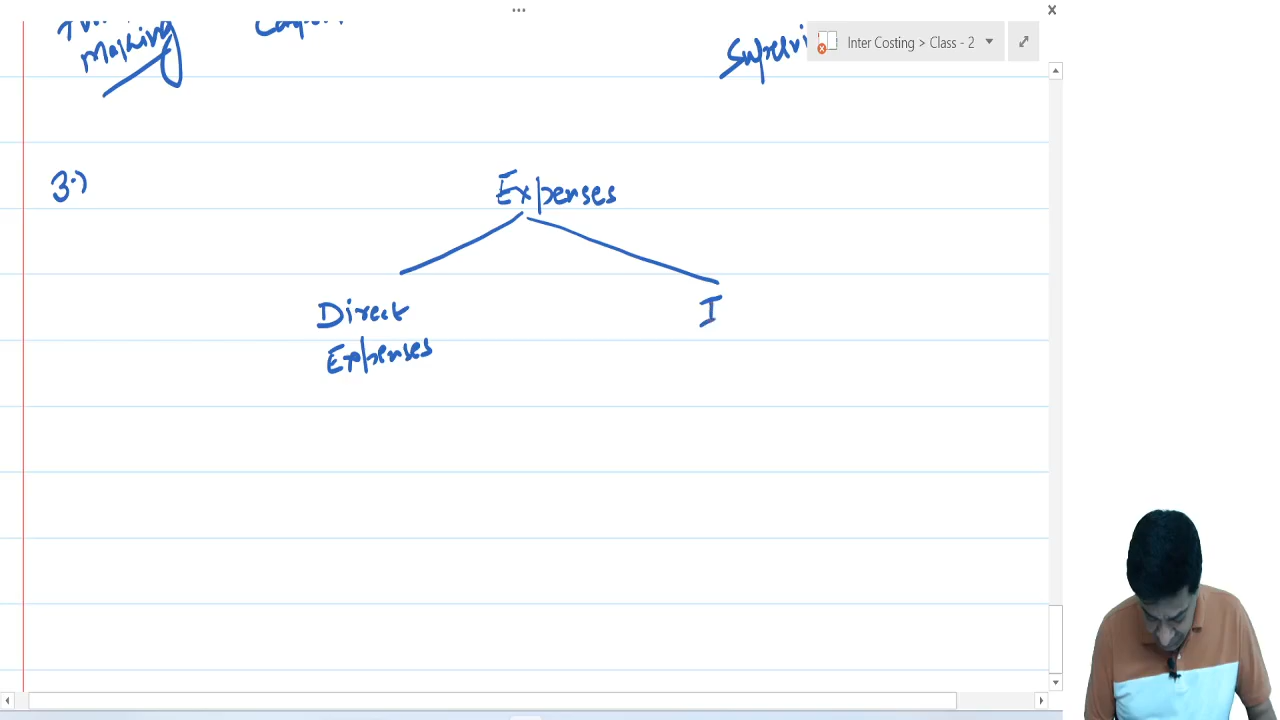 Inter Costing > Class - 2
Making
3.)
Expenses
Direct I
Expenses